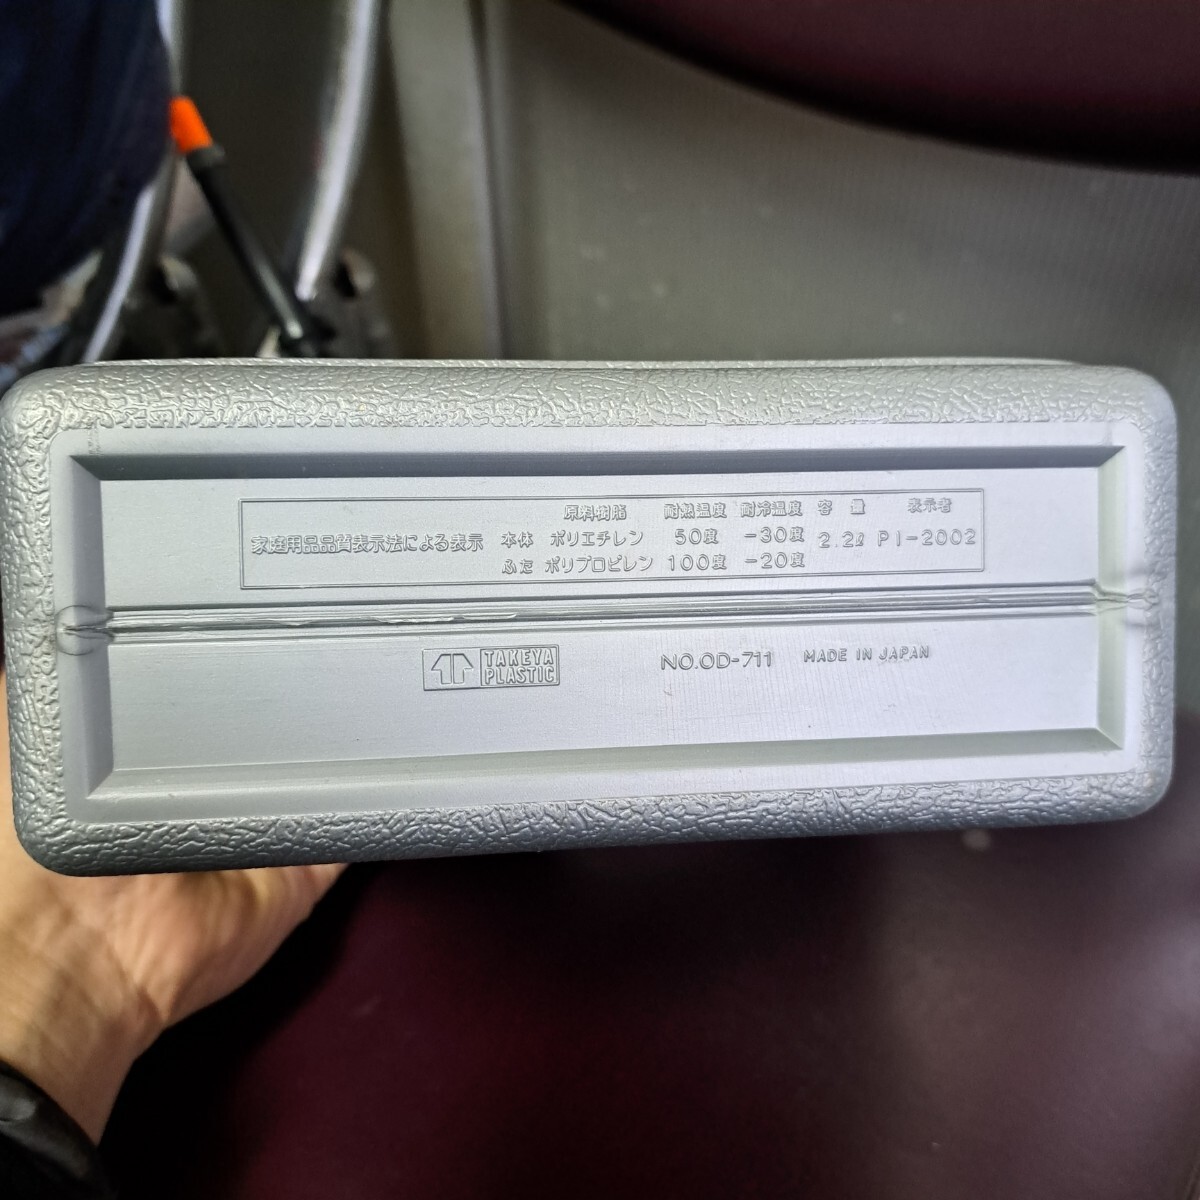 原料樹脂 耐熱温度 耐冷温度 容量 表示者
家庭用品品質表示法による表示 本体 ポリエチレン 50度 -30度 2.2ℓ PI-2002
ふた ポリプロピレン 100度 -20度
TAKEYA PLASTIC NO.OD-711 MADE IN JAPAN